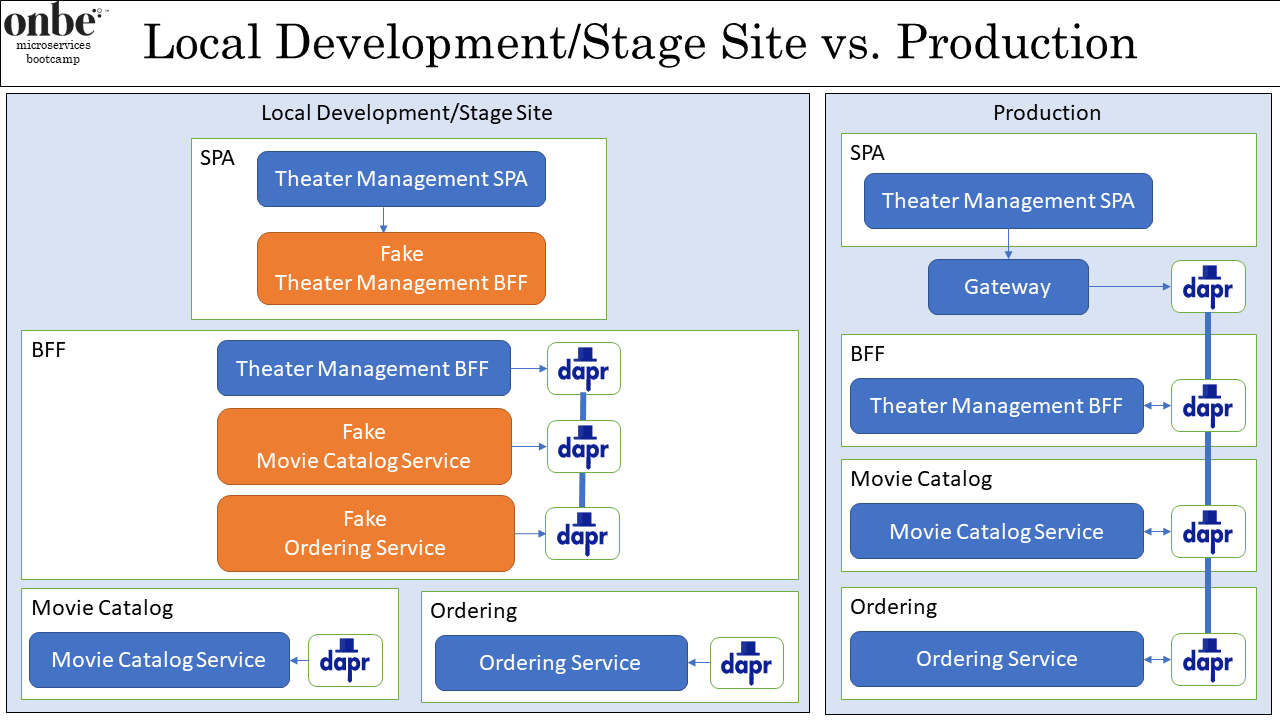 onbe
microservices
bootcamp
Local Development/Stage Site vs. Production
Local Development/Stage Site
SPA
Theater Management SPA
Fake
Theater Management BFF
BFF
Theater Management BFF
dapr
Fake
Movie Catalog Service
dapr
Fake
Ordering Service
dapr
Movie Catalog
Movie Catalog Service
dapr
Ordering
Ordering Service
dapr
Production
SPA
Theater Management SPA
Gateway
dapr
BFF
Theater Management BFF
dapr
Movie Catalog
Movie Catalog Service
dapr
Ordering
Ordering Service
dapr